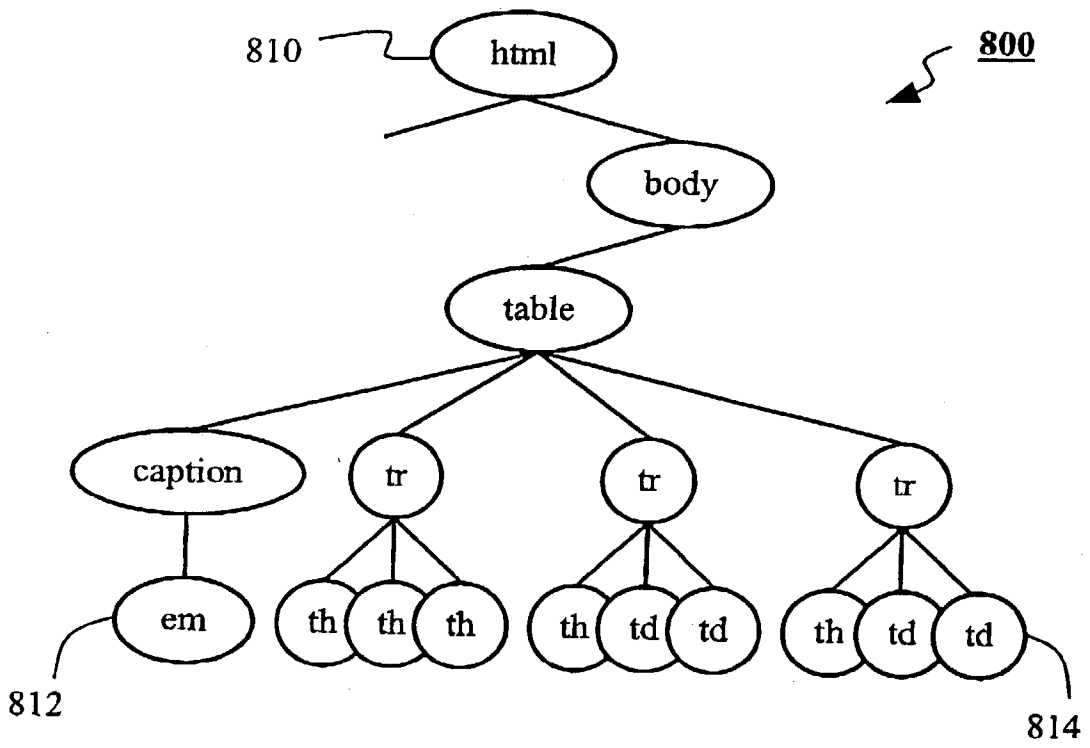 810 html 800
body
table
caption tr tr tr
em th th th th td td th td td
812 814